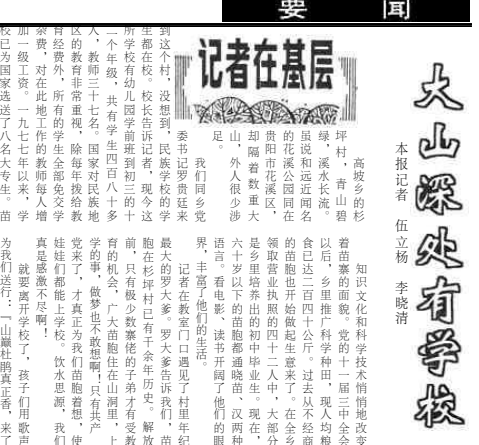 要闻
大山深处有学校
本报记者 伍立杨 李晓清
记者在基层
高坡乡的杉
坪村，青山碧
绿，溪水长流。
虽说和远近闻名
的花溪公园同在
贵阳市花溪区，
却隔着数重大
山，外人很少涉
足。
我们同乡党
委书记罗贵廷来
到这个村，没想到，民族学校的学
生都在校。校长告诉记者，现今这
所学校有幼儿园学前班到初三的十
二个年级，共有学生四百八十多
人，教师三十七名。国家对民族地
区的教育非常重视，除每年拨给教
育经费外，所有的学生全部免交学
杂费，对在此地工作的教师每人增
加一级工资。一九七七年以来，学
校已为国家选送了八名大专生。苗
知识文化和科学技术悄悄地改变
着苗寨的面貌。党的十一届三中全会
以后，乡里推广科学种田，现人均粮
食已达二百四十公斤。过去从不经商
的苗胞也开始做起生意来了。在全乡
领取营业执照的四十二人中，大部分
是乡里培养出的初中毕业生。现在，
六十岁以下的苗胞都通晓苗、汉两种
语言。看电影、读书开阔了他们的眼
界，丰富了他们的生活。
记者在教室门口遇见了村里年纪
最大的罗大爹。罗大爹告诉我们，苗
胞在杉坪村已有千余年历史。解放
前，只有极少数寨佬的子弟才有受教
育的机会，广大苗胞住在山洞里，上
学的事，做梦也不敢想啊！只有共产
党来了，才真正为我们苗胞着想，使
娃娃们都能上学校。饮水思源，我们
真是感激不尽啊！
就要离开学校了，孩子们用歌声
为我们送行：「山巅杜鹃真正香，来了